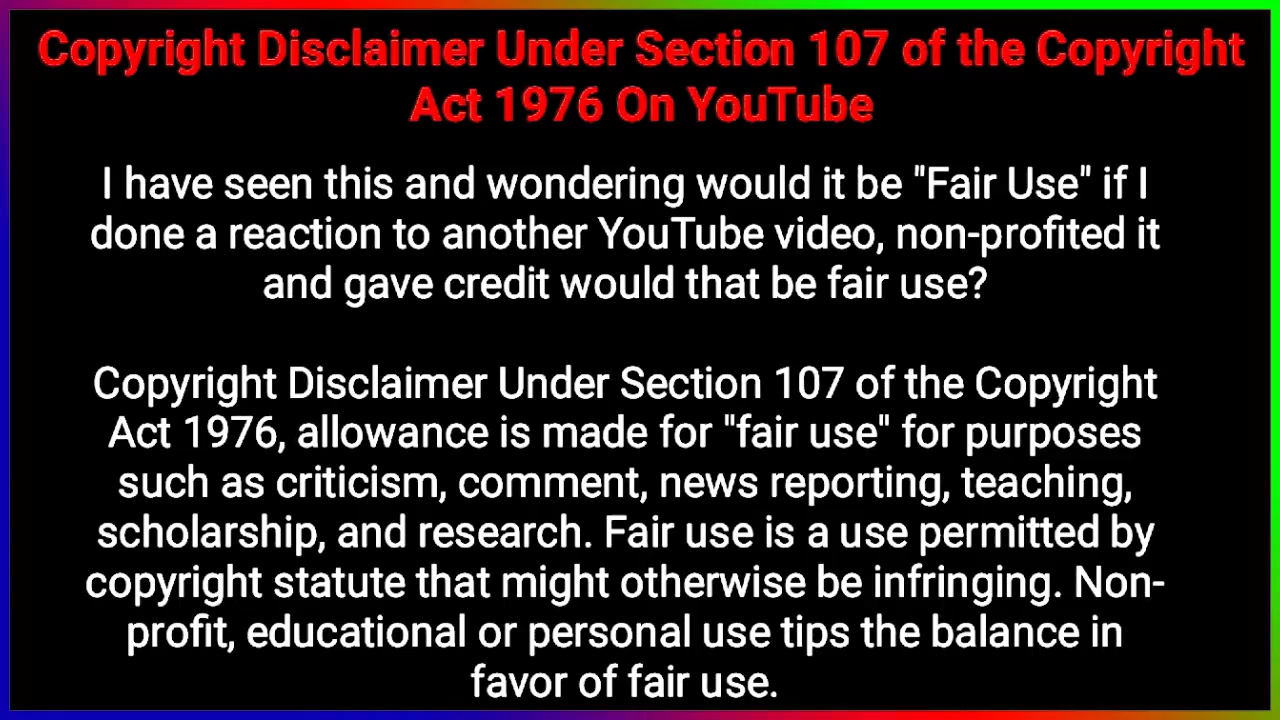 Copyright Disclaimer Under Section 107 of the Copyright
Act 1976 On YouTube
I have seen this and wondering would it be "Fair Use" if I
done a reaction to another YouTube video, non-profited it
and gave credit would that be fair use?
Copyright Disclaimer Under Section 107 of the Copyright
Act 1976, allowance is made for "fair use" for purposes
such as criticism, comment, news reporting, teaching,
scholarship, and research. Fair use is a use permitted by
copyright statute that might otherwise be infringing. Non-
profit, educational or personal use tips the balance in
favor of fair use.